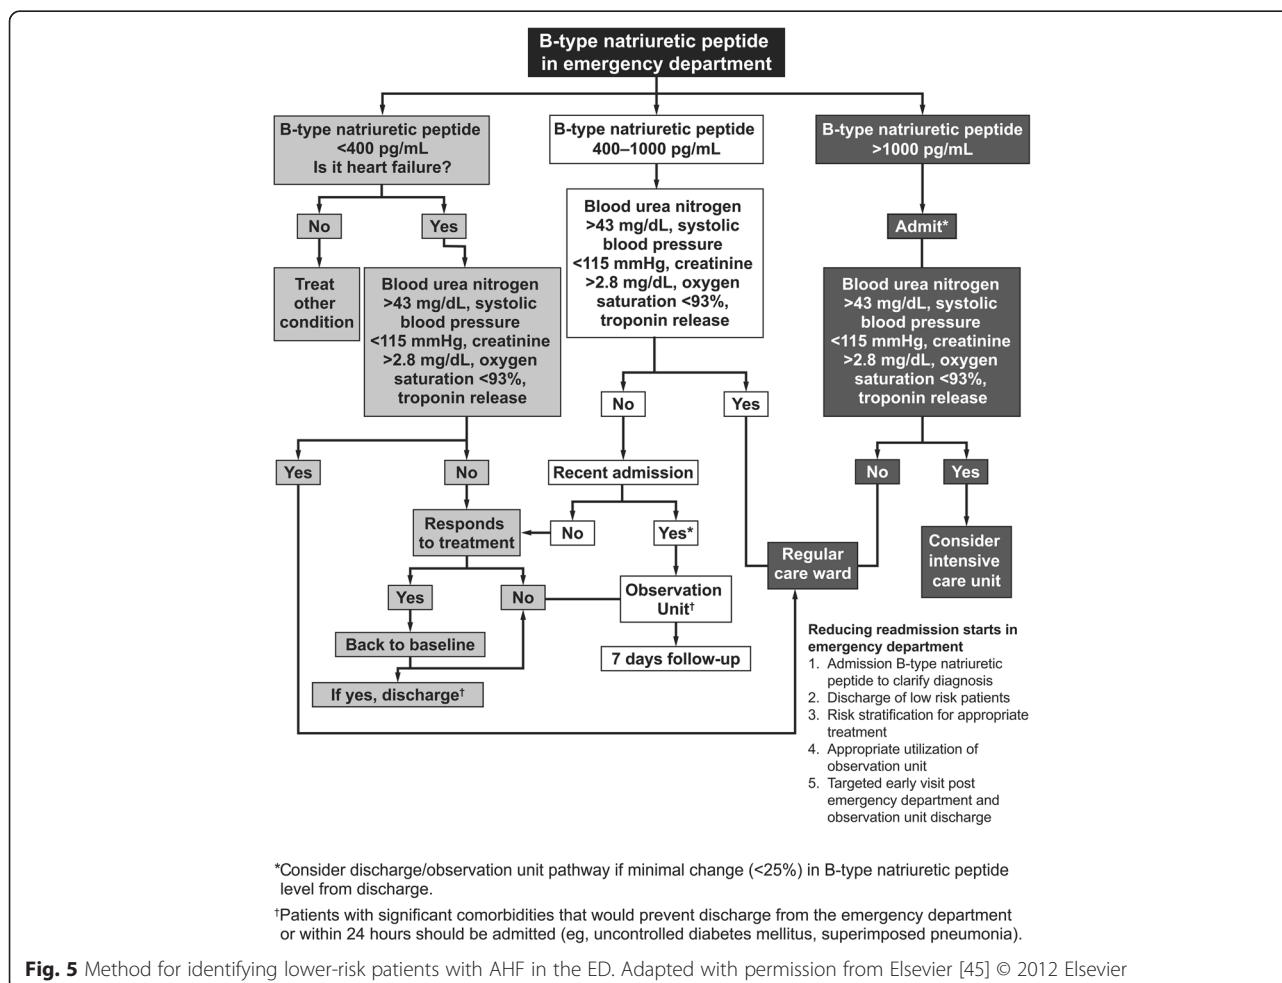 B-type natriuretic peptide
in emergency department
B-type natriuretic peptide
<400 pg/mL
Is it heart failure?
B-type natriuretic peptide
400–1000 pg/mL
B-type natriuretic peptide
>1000 pg/mL
No
Yes
Treat
other
condition
Blood urea nitrogen
>43 mg/dL, systolic
blood pressure
<115 mmHg, creatinine
>2.8 mg/dL, oxygen
saturation <93%,
troponin release
Blood urea nitrogen
>43 mg/dL, systolic
blood pressure
<115 mmHg, creatinine
>2.8 mg/dL, oxygen
saturation <93%,
troponin release
Admit*
Blood urea nitrogen
>43 mg/dL, systolic
blood pressure
<115 mmHg, creatinine
>2.8 mg/dL, oxygen
saturation <93%,
troponin release
No
Yes
Yes
No
Recent admission
No
Yes
Responds
to treatment
No
Yes*
Regular
care ward
Consider
intensive
care unit
Yes
No
Observation
Unit†
Back to baseline
7 days follow-up
If yes, discharge†
Reducing readmission starts in
emergency department
1. Admission B-type natriuretic
peptide to clarify diagnosis
2. Discharge of low risk patients
3. Risk stratification for appropriate
treatment
4. Appropriate utilization of
observation unit
5. Targeted early visit post
emergency department and
observation unit discharge
*Consider discharge/observation unit pathway if minimal change (<25%) in B-type natriuretic peptide
level from discharge.
†Patients with significant comorbidities that would prevent discharge from the emergency department
or within 24 hours should be admitted (eg, uncontrolled diabetes mellitus, superimposed pneumonia).
Fig. 5 Method for identifying lower-risk patients with AHF in the ED. Adapted with permission from Elsevier [45] © 2012 Elsevier